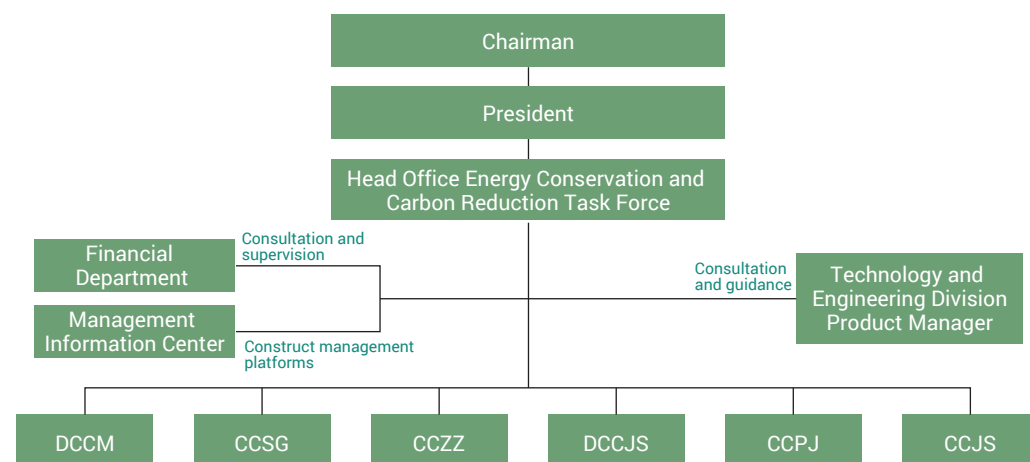 Chairman
President
Head Office Energy Conservation and
Carbon Reduction Task Force
Financial
Department
Consultation and
supervision
Management
Information Center
Construct management
platforms
Consultation
and guidance
Technology and
Engineering Division
Product Manager
DCCM
CCSG
CCZZ
DCCJS
CCPJ
CCJS